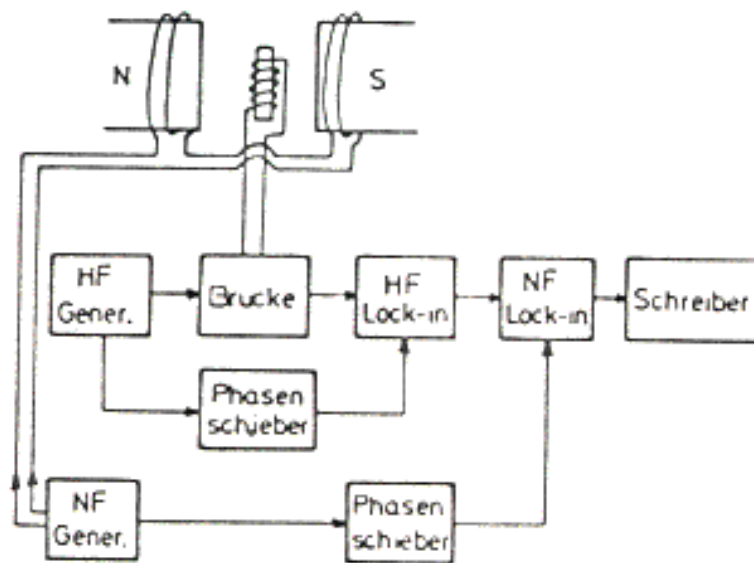 N
S
HF
Gener.
Brucke
HF
Lock-in
NF
Lock-in
Schreiber
Phasen
schieber
NF
Gener.
Phasen
schieber